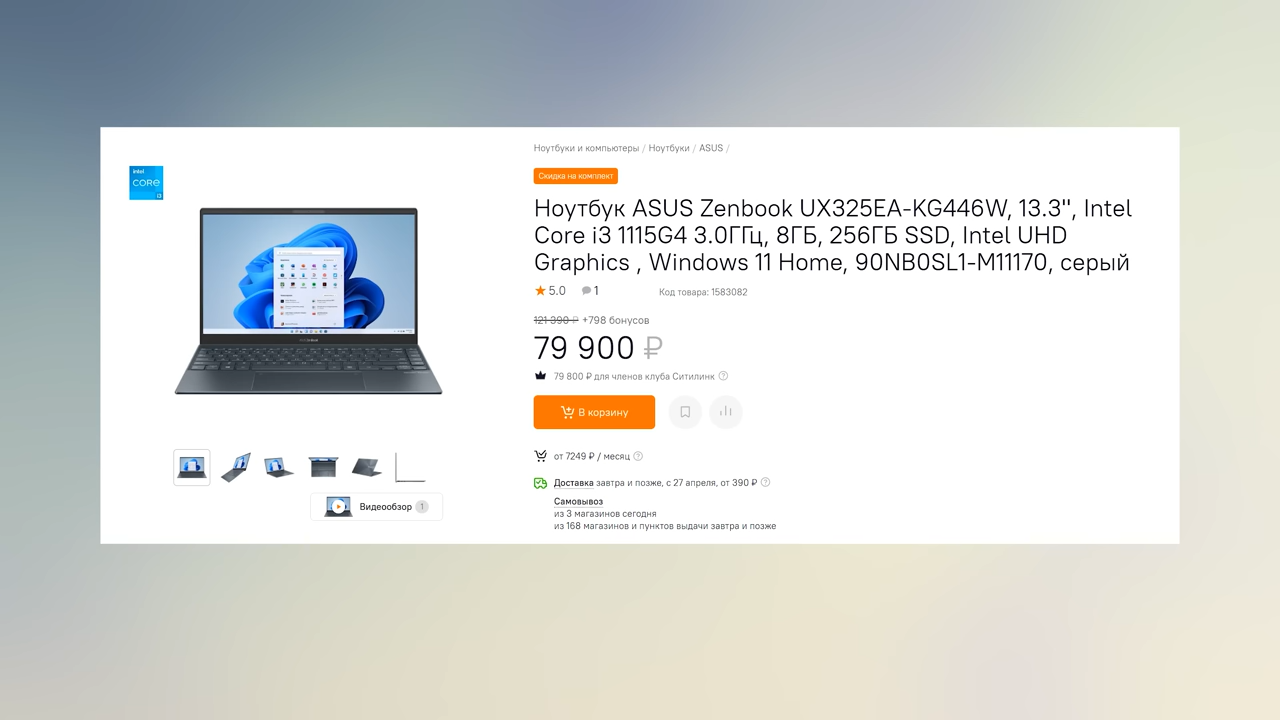 Ноутбуки и компьютеры / Ноутбуки / ASUS /
intel
CORE
i3
Скидка на комплект
Ноутбук ASUS Zenbook UX325EA-KG446W, 13.3", Intel
Core i3 1115G4 3.0ГГц, 8ГБ, 256ГБ SSD, Intel UHD
Graphics , Windows 11 Home, 90NB0SL1-M11170, серый
5.0 1 Код товара: 1583082
121 390 ₽ +798 бонусов
79 900 ₽
79 800 ₽ для членов клуба Ситилинк ?
В корзину
от 7249 ₽ / месяц ?
Доставка завтра и позже, с 27 апреля, от 390 ₽ ?
Самовывоз
из 3 магазинов сегодня
из 168 магазинов и пунктов выдачи завтра и позже
Видеообзор 1